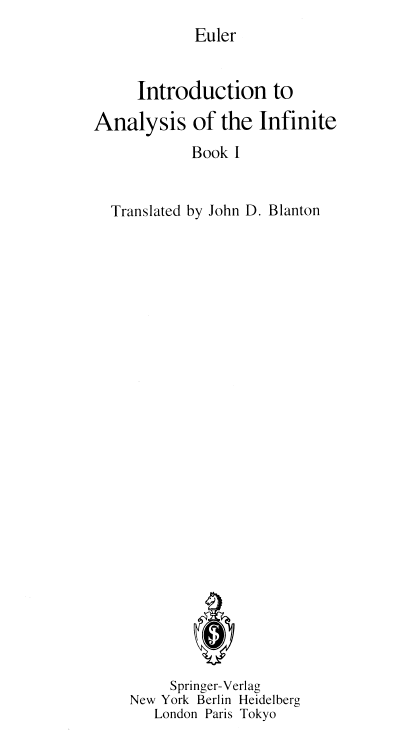 Euler
Introduction to
Analysis of the Infinite
Book I
Translated by John D. Blanton
Springer-Verlag
New York Berlin Heidelberg
London Paris Tokyo